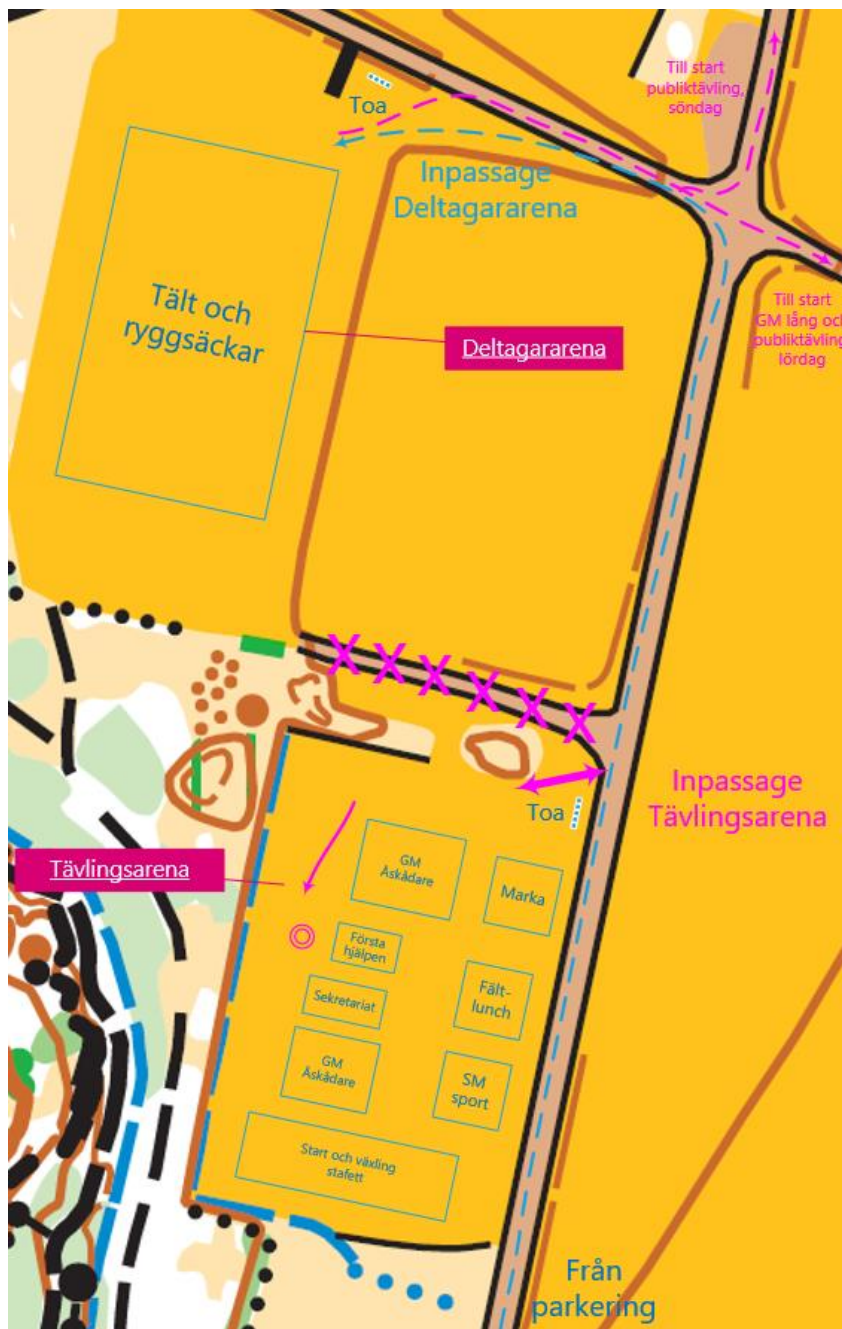 Till start
publiktävling,
söndag
Toa
Inpassage
Deltagararena
Till start
GM lång och
publiktävling
lördag
Tält och
ryggsäckar
Deltagararena
Inpassage
Tävlingsarena
Toa
Tävlingsarena
GM
Åskådare
Marka
Första
hjälpen
Fält-
lunch
Sekretariat
GM
Åskådare
SM
sport
Start och växling
stafett
Från
parkering